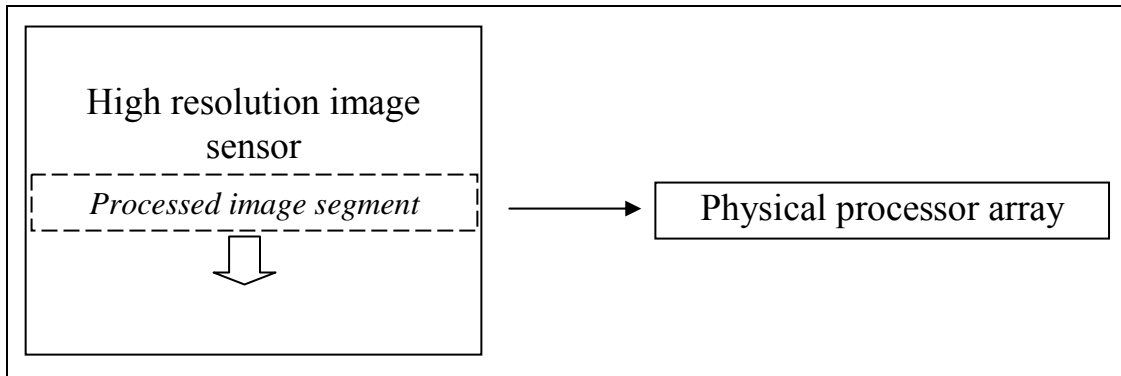 High resolution image
sensor
Processed image segment
Physical processor array